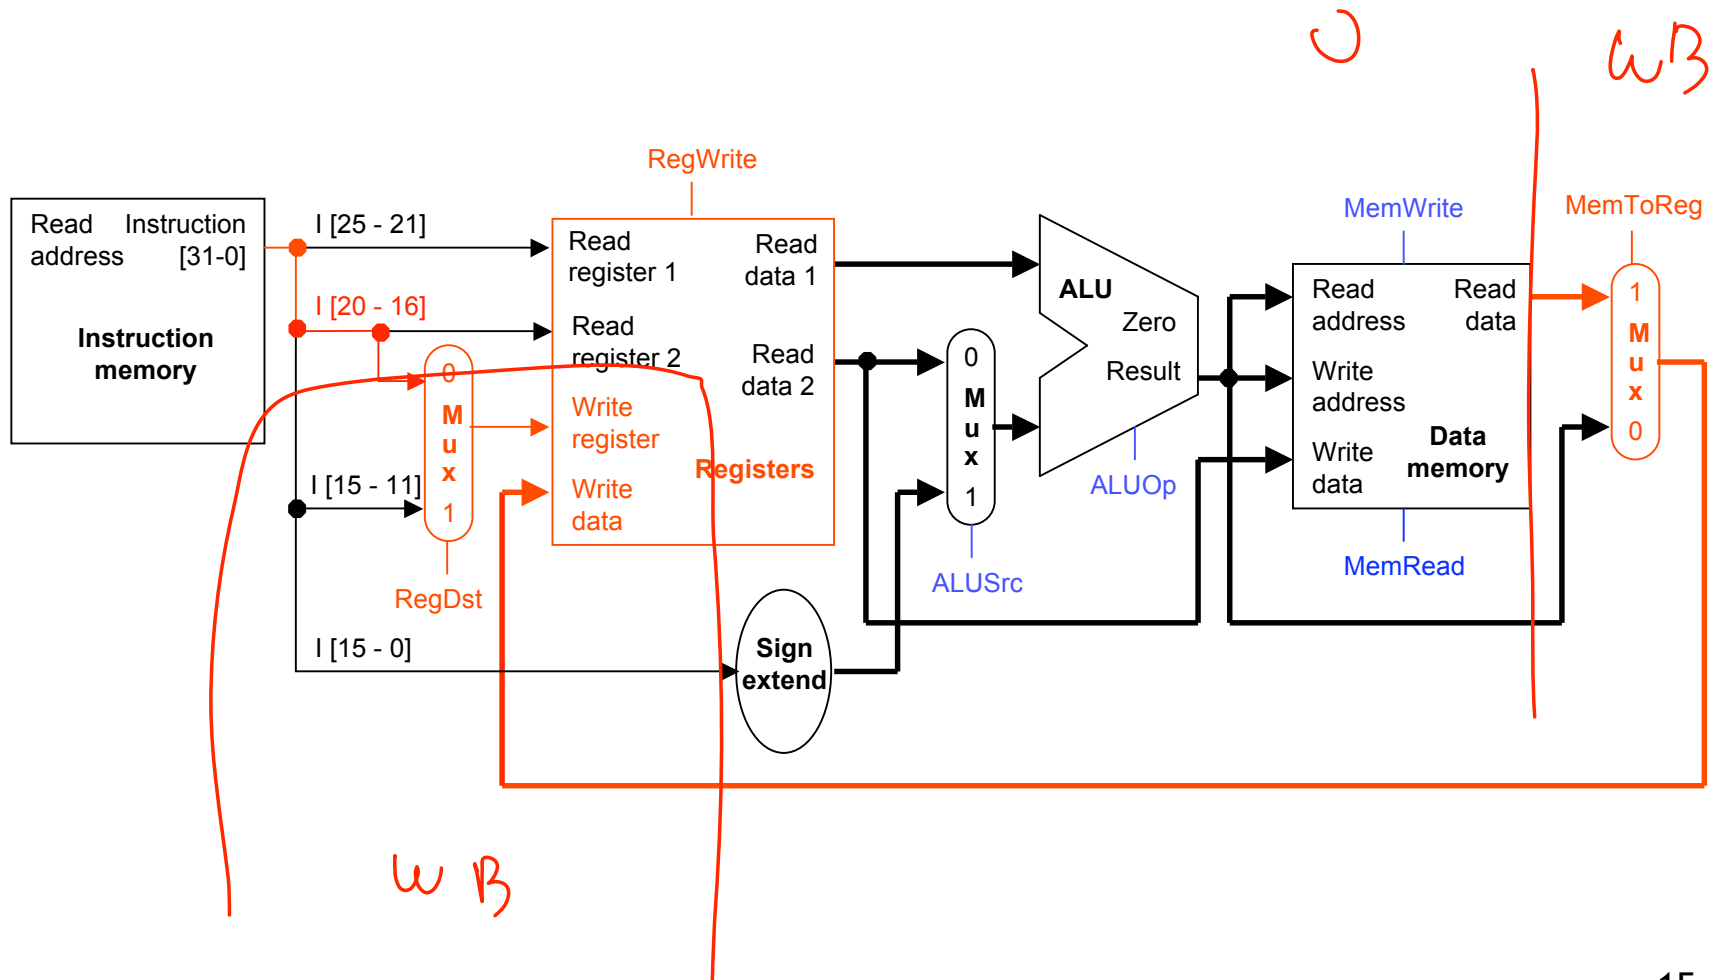 WB
RegWrite
Read address
Instruction [31-0]
Instruction memory
I [25 - 21]
I [20 - 16]
I [15 - 11]
I [15 - 0]
0
Mux
1
RegDst
Read register 1
Read register 2
Write register
Write data
Read data 1
Read data 2
Registers
Sign extend
0
Mux
1
ALUSrc
ALU
Zero
Result
ALUOp
MemWrite
Read address
Write address
Write data
Read data
Data memory
MemRead
MemToReg
1
Mux
0
WB